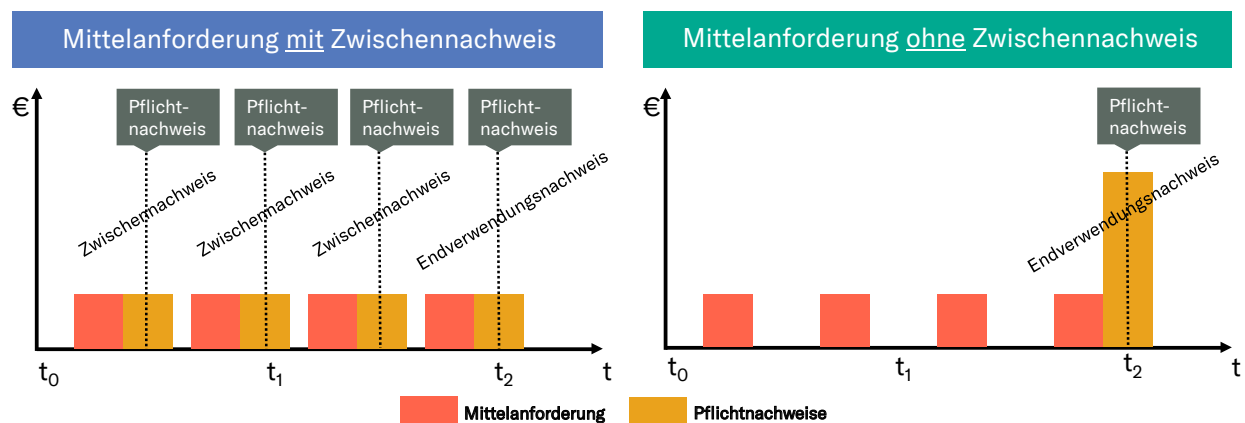 Mittelanforderung mit Zwischennachweis
€
Pflicht-
nachweis
Pflicht-
nachweis
Pflicht-
nachweis
Pflicht-
nachweis
Zwischennachweis
Zwischennachweis
Zwischennachweis
Endverwendungsnachweis
t0
t1
t2
t
Mittelanforderung ohne Zwischennachweis
€
Pflicht-
nachweis
Endverwendungsnachweis
t0
t1
t2
t
Mittelanforderung
Pflichtnachweise